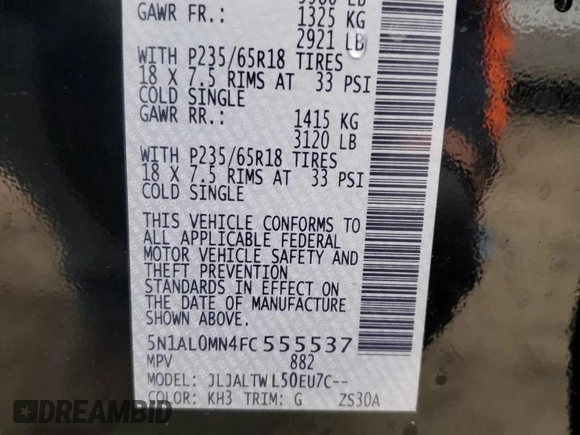 GAWR FR.: 1325 KG
2921 LB
WITH P235/65R18 TIRES
18 X 7.5 RIMS AT 33 PSI
COLD SINGLE
GAWR RR.: 1415 KG
3120 LB
WITH P235/65R18 TIRES
18 X 7.5 RIMS AT 33 PSI
COLD SINGLE
THIS VEHICLE CONFORMS TO
ALL APPLICABLE FEDERAL
MOTOR VEHICLE SAFETY AND
THEFT PREVENTION
STANDARDS IN EFFECT ON
THE DATE OF MANUFACTURE
SHOWN ABOVE.
5N1AL0MN4FC555537
MPV 882
MODEL: JLJALTWL50EU7C--
COLOR: KH3 TRIM: G ZS30A
DREAMBID